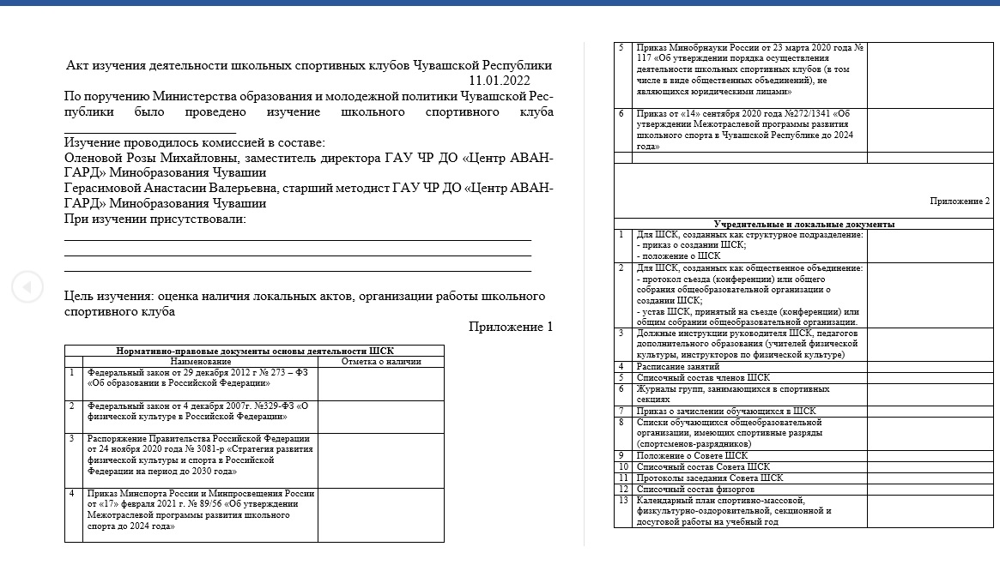 Акт изучения деятельности школьных спортивных клубов Чувашской Республики
11.01.2022
По поручению Министерства образования и молодежной политики Чувашской Рес-
публики было проведено изучение школьного спортивного клуба
Изучение проводилось комиссией в составе:
Оленовой Розы Михайловны, заместитель директора ГАУ ЧР ДО «Центр АВАН-
ГАРД» Минобразования Чувашии
Герасимовой Анастасии Валерьевна, старший методист ГАУ ЧР ДО «Центр АВАН-
ГАРД» Минобразования Чувашии
При изучении присутствовали:
Цель изучения: оценка наличия локальных актов, организации работы школьного
спортивного клуба
Приложение 1
Нормативно-правовые документы основы деятельности ШСК
Наименование Отметка о наличии
1 Федеральный закон от 29 декабря 2012 г № 273 – ФЗ
«Об образовании в Российской Федерации»
2 Федеральный закон от 4 декабря 2007г. №329-ФЗ «О
физической культуре в Российской Федерации»
3 Распоряжение Правительства Российской Федерации
от 24 ноября 2020 года № 3081-р «Стратегия развития
физической культуры и спорта в Российской
Федерации на период до 2030 года»
4 Приказ Минспорта России и Минпросвещения России
от «17» февраля 2021 г. № 89/56 «Об утверждении
Межотраслевой программы развития школьного
спорта до 2024 года»
5 Приказ Минобрнауки России от 23 марта 2020 года №
117 «Об утверждении порядка осуществления
деятельности школьных спортивных клубов (в том
числе в виде общественных объединений), не
являющихся юридическими лицами»
6 Приказ от «14» сентября 2020 года №272/1341 «Об
утверждении Межотраслевой программы развития
школьного спорта в Чувашской Республике до 2024
года»
Приложение 2
Учредительные и локальные документы
1 Для ШСК, созданных как структурное подразделение:
- приказ о создании ШСК;
- положение о ШСК
2 Для ШСК, созданных как общественное объединение:
- протокол съезда (конференции) или общего
собрания общеобразовательной организации о
создании ШСК;
- устав ШСК, принятый на съезде (конференции) или
общим собрании общеобразовательной организации.
3 Должные инструкции руководителя ШСК, педагогов
дополнительного образования (учителей физической
культуры, инструкторов по физической культуре)
4 Расписание занятий
5 Списочный состав членов ШСК
6 Журналы групп, занимающихся в спортивных
секциях
7 Приказ о зачислении обучающихся в ШСК
8 Списки обучающихся общеобразовательной
организации, имеющих спортивные разряды
(спортсменов-разрядников)
9 Положение о Совете ШСК
10 Списочный состав Совета ШСК
11 Протоколы заседания Совета ШСК
12 Списочный состав физоргов
13 Календарный план спортивно-массовой,
физкультурно-оздоровительной, секционной и
досуговой работы на учебный год